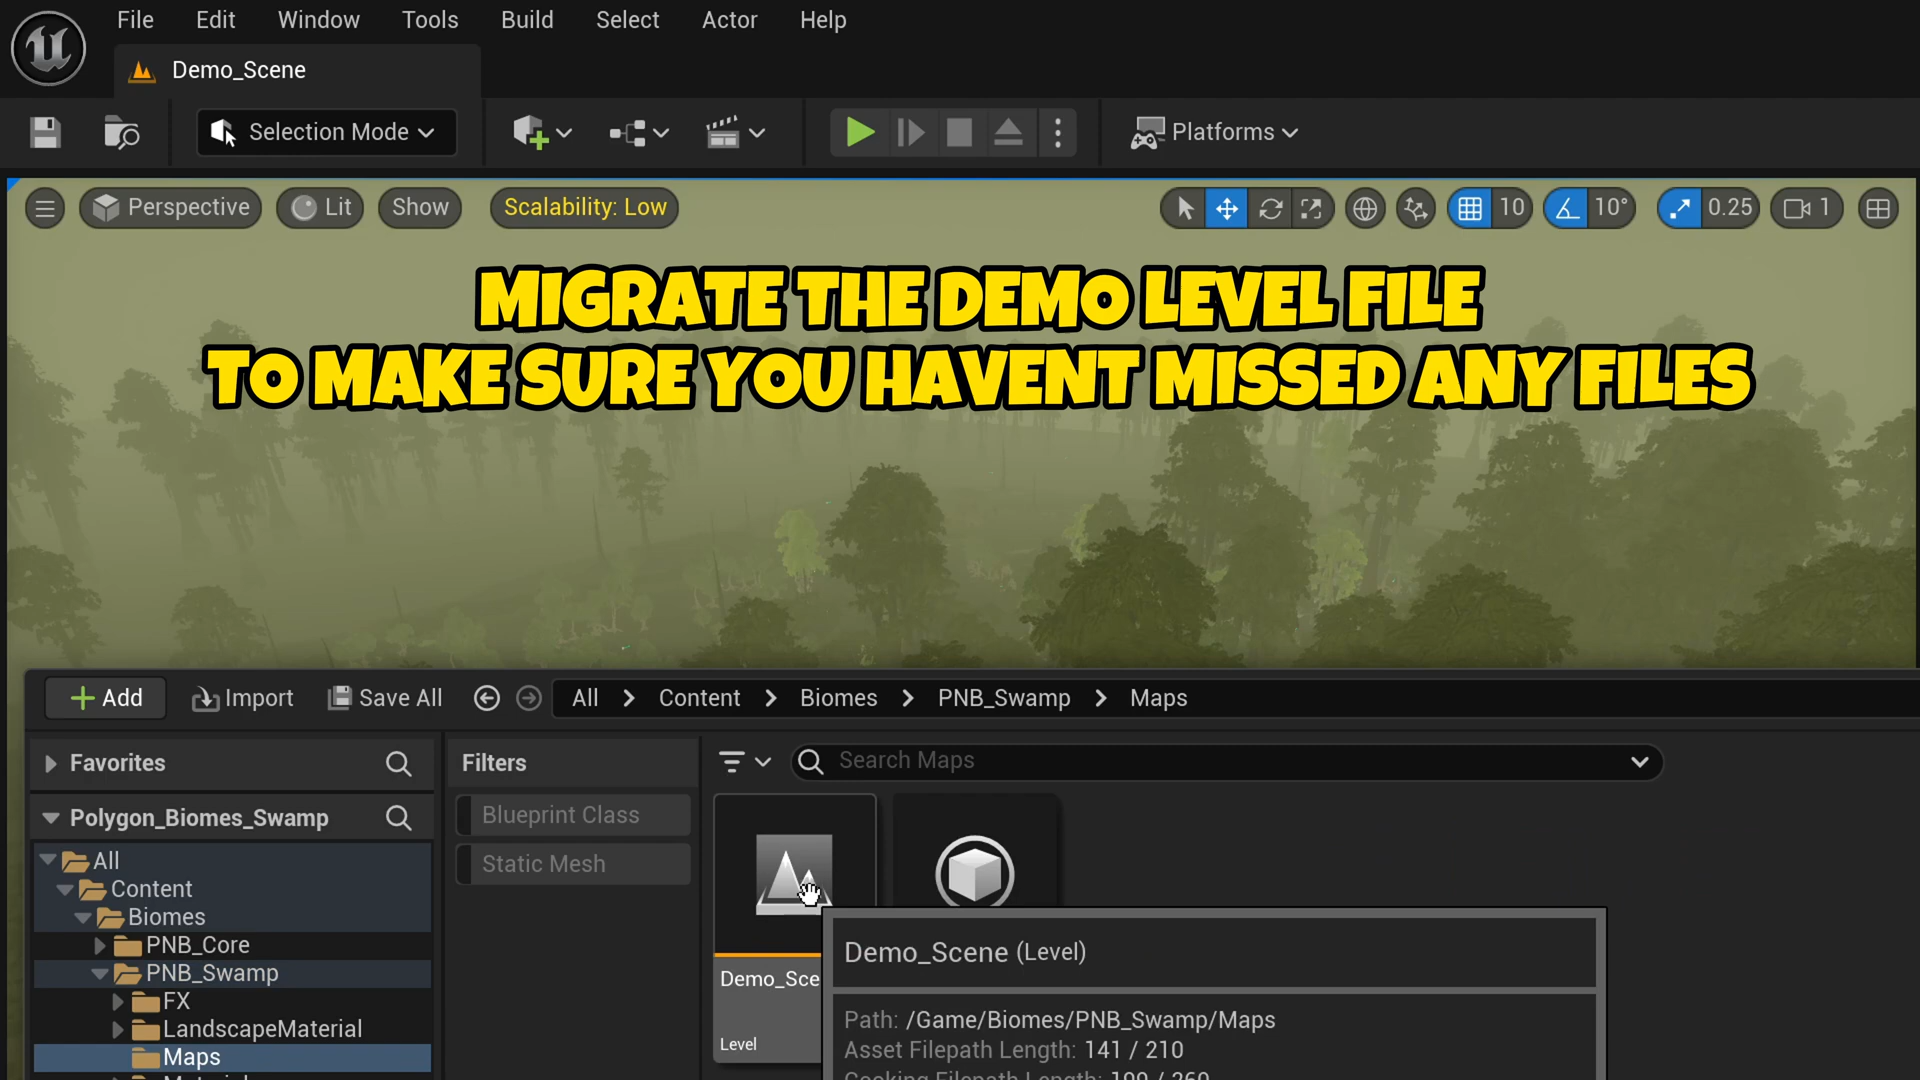 File Edit Window Tools Build Select Actor Help
Demo_Scene
Selection Mode Platforms
Perspective Lit Show Scalability: Low 10 10° 0.25 1
MIGRATE THE DEMO LEVEL FILE
TO MAKE SURE YOU HAVENT MISSED ANY FILES
Add Import Save All All Content Biomes PNB_Swamp Maps
Favorites Filters Search Maps
Blueprint Class
Polygon_Biomes_Swamp
Static Mesh
All
Content
Biomes
PNB_Core
PNB_Swamp
FX
LandscapeMaterial
Maps
Demo_Sce
Level
Demo_Scene (Level)
Path: /Game/Biomes/PNB_Swamp/Maps
Asset Filepath Length: 141 / 210